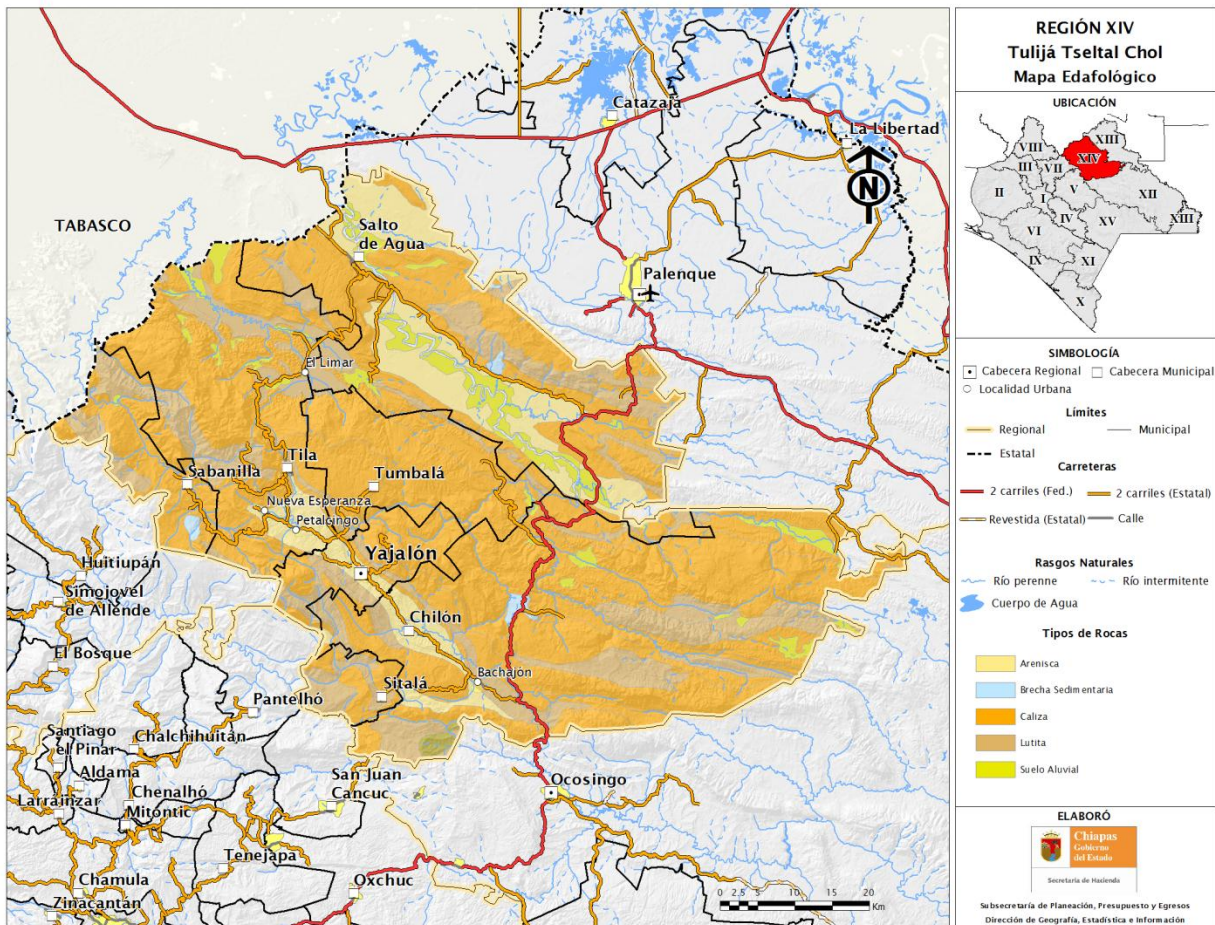 Catazajá
La Libertad
N
TABASCO
Salto
de Agua
Palenque
El Limar
Tila
Sabanilla
Tumbalá
Nueva Esperanza
Petalcingo
Yajalón
Huitiupán
Simojovel
de Allende
Chilón
El Bosque
Bachajón
Sitalá
Pantelhó
Santiago
el Pinar
Chalchihuitán
Aldama
San Juan
Cancuc
Ocosingo
Chenalhó
Larráinzar
Mitontic
Tenejapa
Chamula
Oxchuc
Zinacantán
0 2.5 5 10 15 20
Km
REGIÓN XIV
Tulijá Tseltal Chol
Mapa Edafológico
UBICACIÓN
VIII
XIII
XIV
III
VII
II
I
V
XII
IV
XV
XIII
VI
IX
XI
X
SIMBOLOGÍA
Cabecera Regional Cabecera Municipal
Localidad Urbana
Límites
Regional Municipal
Estatal
Carreteras
2 carriles (Fed.) 2 carriles (Estatal)
Revestida (Estatal) Calle
Rasgos Naturales
Río perenne Río intermitente
Cuerpo de Agua
Tipos de Rocas
Arenisca
Brecha Sedimentaria
Caliza
Lutita
Suelo Aluvial
ELABORÓ
Chiapas
Gobierno
del Estado
Secretaría de Hacienda
Subsecretaría de Planeación, Presupuesto y Egresos
Dirección de Geografía, Estadística e Información